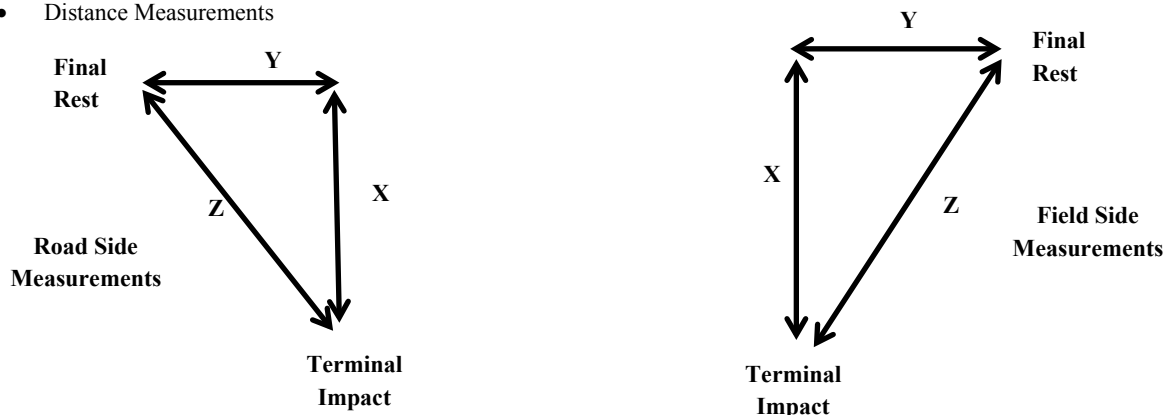 • Distance Measurements
Final
Rest
Y
X
Z
Road Side
Measurements
Terminal
Impact
Y
Final
Rest
X
Z
Field Side
Measurements
Terminal
Impact